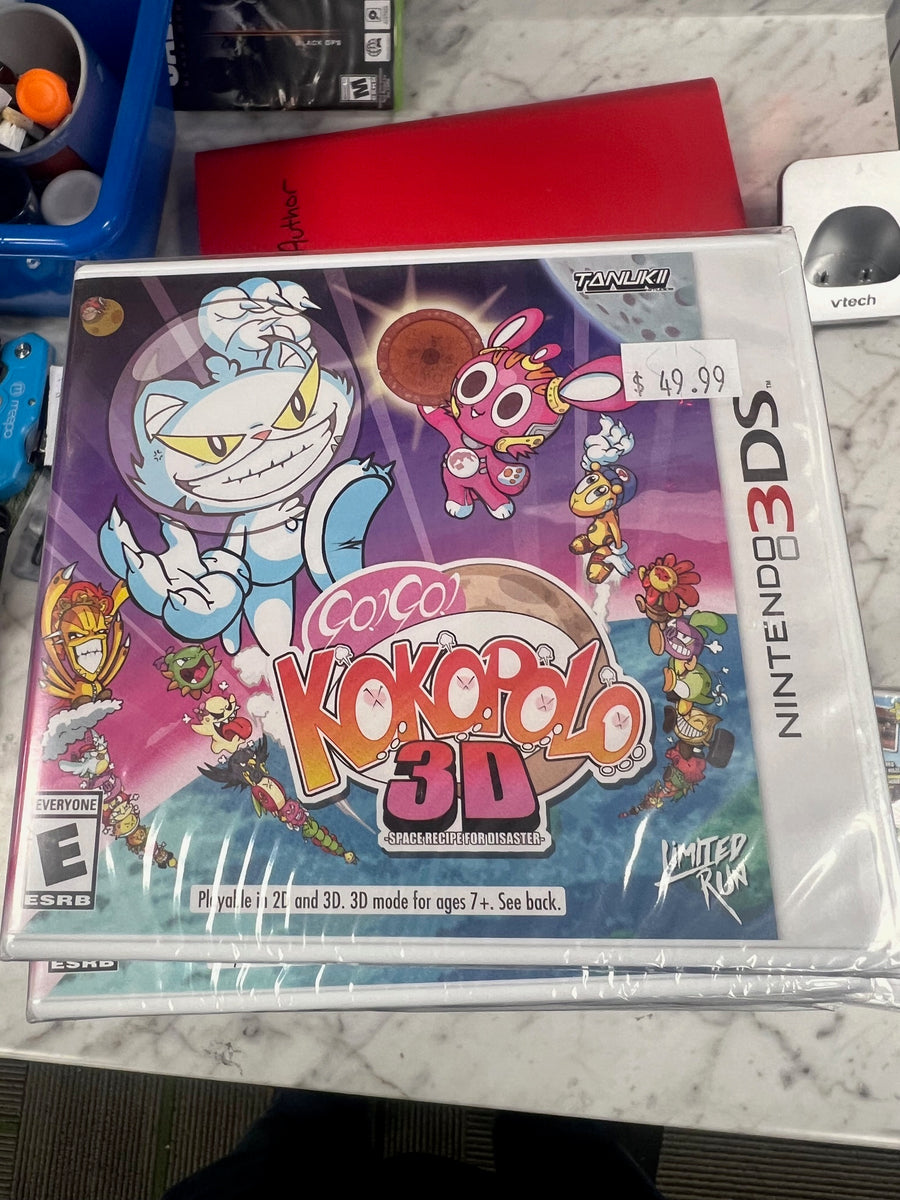 BLACK OPS
M
Author
vtech
TANUKII
$ 49.99
NINTENDO 3DS™
GO! GO!
KOKOPOLO
3D
-SPACE RECIPE FOR DISASTER-
EVERYONE
E
ESRB
LIMITED
RUN
Playable in 2D and 3D. 3D mode for ages 7+. See back.
ESRB